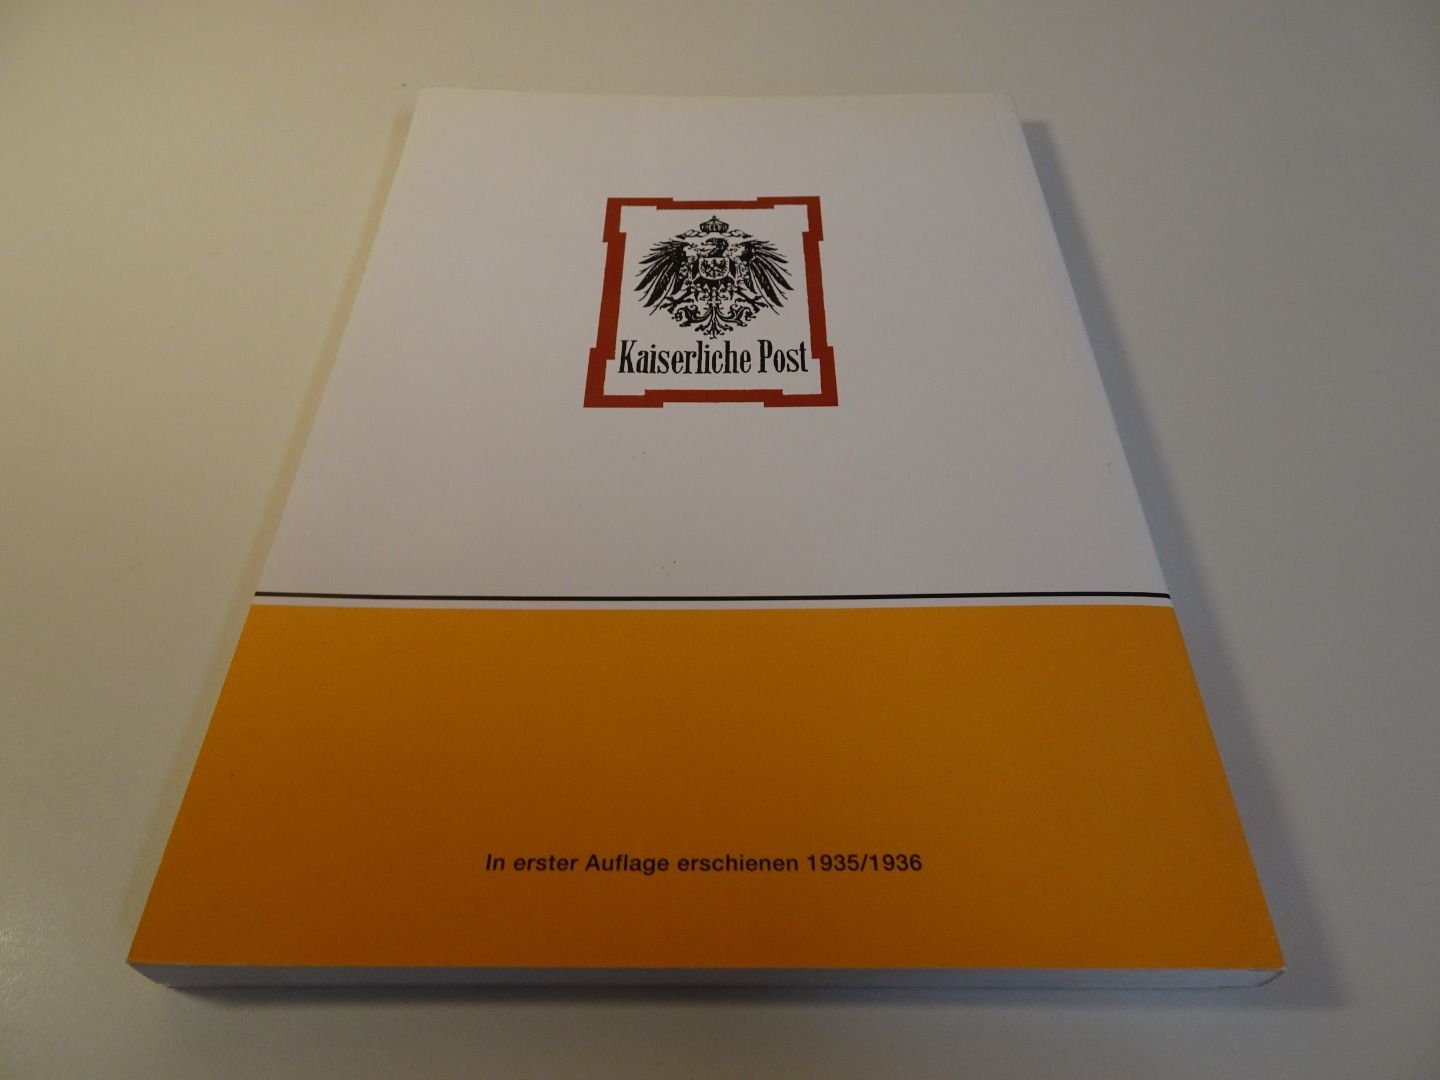 Kaiserliche Post
In erster Auflage erschienen 1935/1936